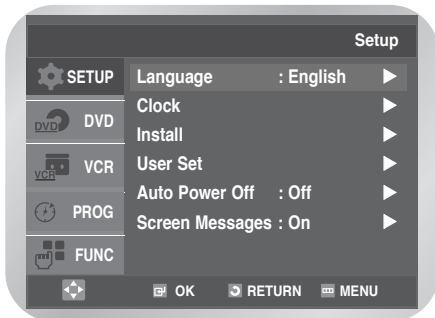 Setup
SETUP
Language : English
Clock
DVD DVD
Install
VCR VCR
User Set
Auto Power Off : Off
PROG
Screen Messages : On
FUNC
OK RETURN MENU